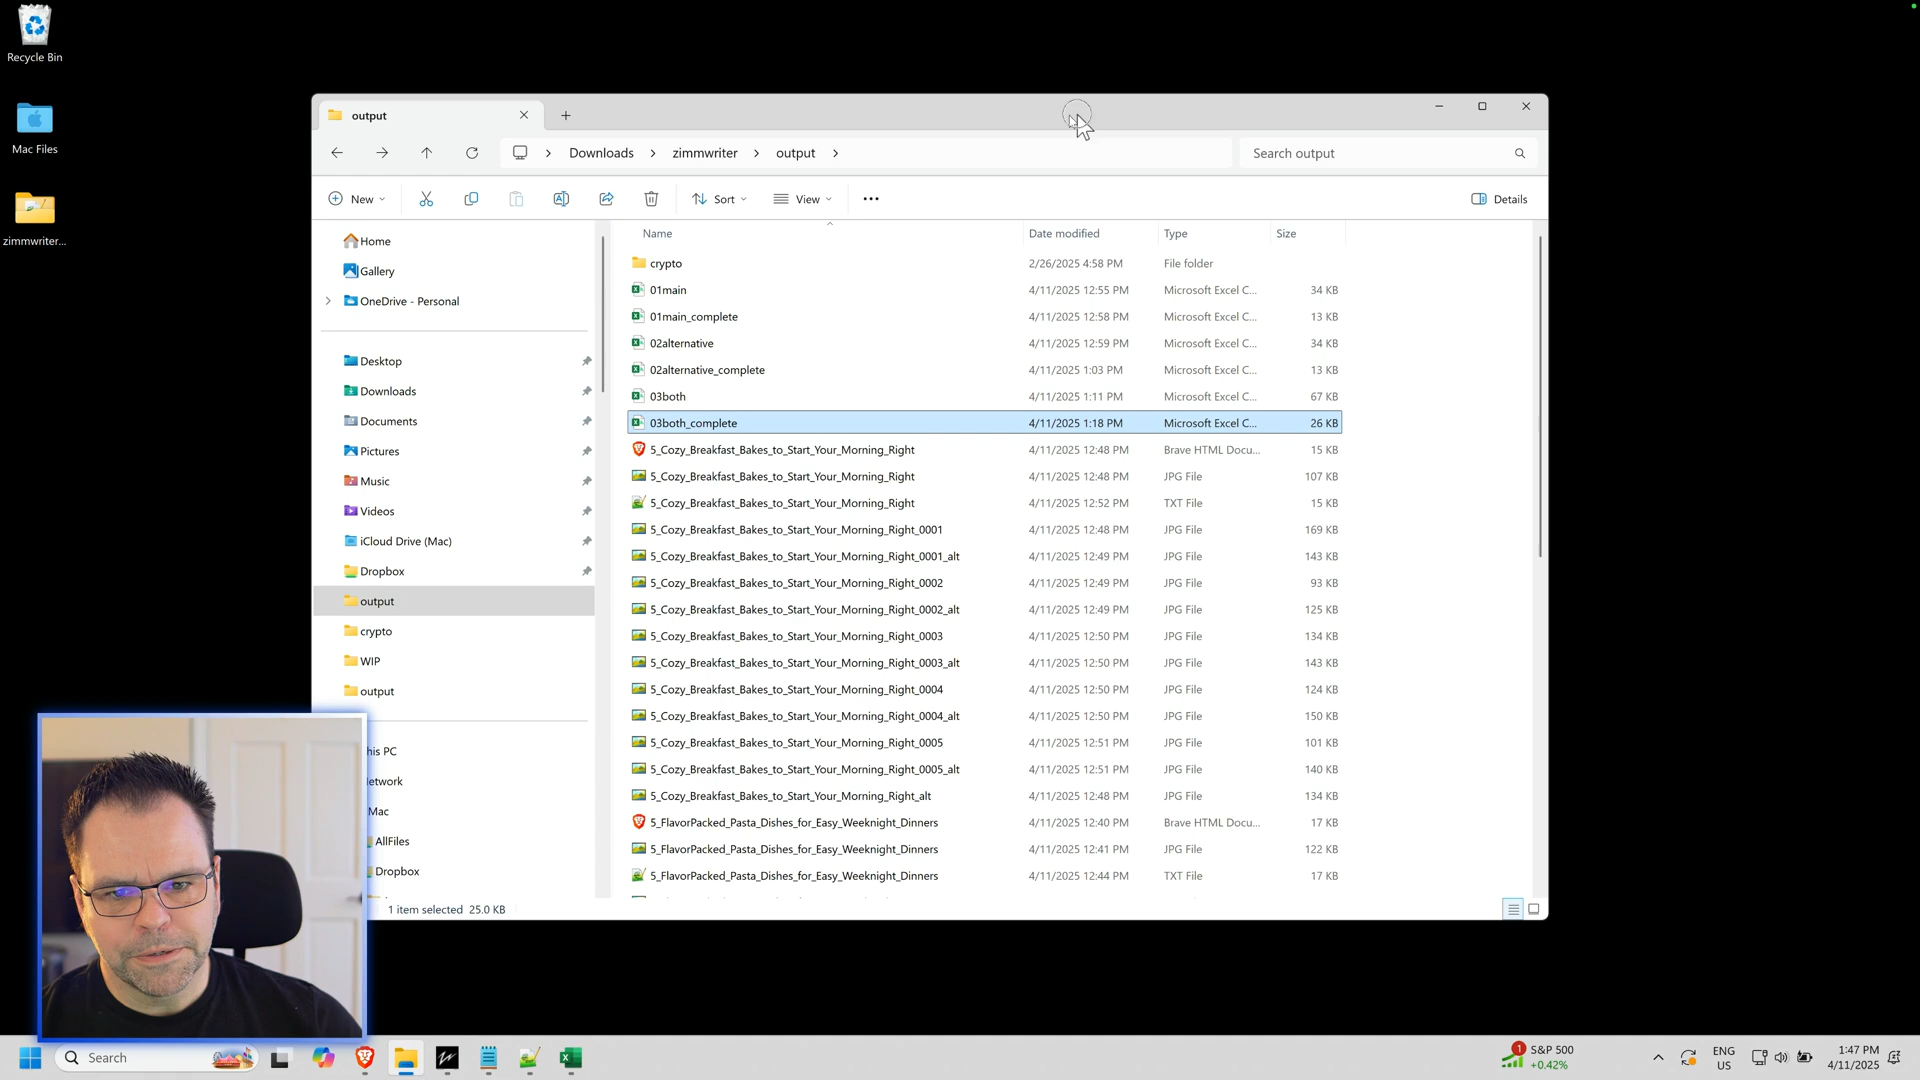 Recycle Bin
Mac Files
zimmwriter...
output
Downloads
zimmwriter
output
Search output
New
Sort
View
Details
Home
Gallery
OneDrive - Personal
Desktop
Downloads
Documents
Pictures
Music
Videos
iCloud Drive (Mac)
Dropbox
output
crypto
WIP
output
his PC
etwork
Mac
AllFiles
Dropbox
Name Date modified Type Size
crypto 2/26/2025 4:58 PM File folder
01main 4/11/2025 12:55 PM Microsoft Excel C... 34 KB
01main_complete 4/11/2025 12:58 PM Microsoft Excel C... 13 KB
02alternative 4/11/2025 12:59 PM Microsoft Excel C... 34 KB
02alternative_complete 4/11/2025 1:03 PM Microsoft Excel C... 13 KB
03both 4/11/2025 1:11 PM Microsoft Excel C... 67 KB
03both_complete 4/11/2025 1:18 PM Microsoft Excel C... 26 KB
5_Cozy_Breakfast_Bakes_to_Start_Your_Morning_Right 4/11/2025 12:48 PM Brave HTML Docu... 15 KB
5_Cozy_Breakfast_Bakes_to_Start_Your_Morning_Right 4/11/2025 12:48 PM JPG File 107 KB
5_Cozy_Breakfast_Bakes_to_Start_Your_Morning_Right 4/11/2025 12:52 PM TXT File 15 KB
5_Cozy_Breakfast_Bakes_to_Start_Your_Morning_Right_0001 4/11/2025 12:48 PM JPG File 169 KB
5_Cozy_Breakfast_Bakes_to_Start_Your_Morning_Right_0001_alt 4/11/2025 12:49 PM JPG File 143 KB
5_Cozy_Breakfast_Bakes_to_Start_Your_Morning_Right_0002 4/11/2025 12:49 PM JPG File 93 KB
5_Cozy_Breakfast_Bakes_to_Start_Your_Morning_Right_0002_alt 4/11/2025 12:49 PM JPG File 125 KB
5_Cozy_Breakfast_Bakes_to_Start_Your_Morning_Right_0003 4/11/2025 12:50 PM JPG File 134 KB
5_Cozy_Breakfast_Bakes_to_Start_Your_Morning_Right_0003_alt 4/11/2025 12:50 PM JPG File 143 KB
5_Cozy_Breakfast_Bakes_to_Start_Your_Morning_Right_0004 4/11/2025 12:50 PM JPG File 124 KB
5_Cozy_Breakfast_Bakes_to_Start_Your_Morning_Right_0004_alt 4/11/2025 12:50 PM JPG File 150 KB
5_Cozy_Breakfast_Bakes_to_Start_Your_Morning_Right_0005 4/11/2025 12:51 PM JPG File 101 KB
5_Cozy_Breakfast_Bakes_to_Start_Your_Morning_Right_0005_alt 4/11/2025 12:51 PM JPG File 140 KB
5_Cozy_Breakfast_Bakes_to_Start_Your_Morning_Right_alt 4/11/2025 12:48 PM JPG File 134 KB
5_FlavorPacked_Pasta_Dishes_for_Easy_Weeknight_Dinners 4/11/2025 12:40 PM Brave HTML Docu... 17 KB
5_FlavorPacked_Pasta_Dishes_for_Easy_Weeknight_Dinners 4/11/2025 12:41 PM JPG File 122 KB
5_FlavorPacked_Pasta_Dishes_for_Easy_Weeknight_Dinners 4/11/2025 12:44 PM TXT File 17 KB
1 item selected 25.0 KB
Search
1
S&P 500
+0.42%
ENG
US
1:47 PM
4/11/2025